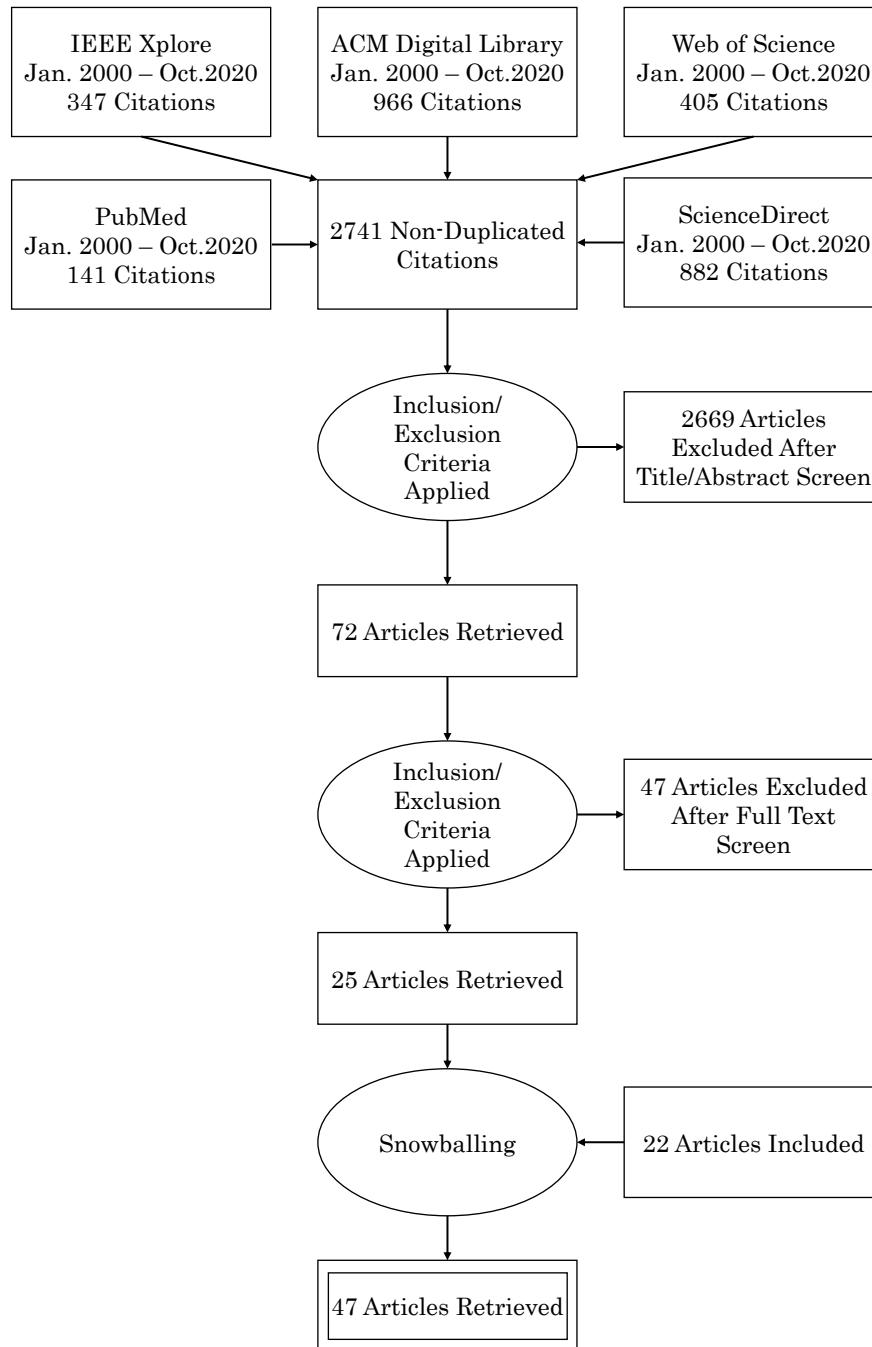 IEEE Xplore
Jan. 2000 – Oct.2020
347 Citations
ACM Digital Library
Jan. 2000 – Oct.2020
966 Citations
Web of Science
Jan. 2000 – Oct.2020
405 Citations
PubMed
Jan. 2000 – Oct.2020
141 Citations
2741 Non-Duplicated
Citations
ScienceDirect
Jan. 2000 – Oct.2020
882 Citations
Inclusion/
Exclusion
Criteria
Applied
2669 Articles
Excluded After
Title/Abstract Screen
72 Articles Retrieved
Inclusion/
Exclusion
Criteria
Applied
47 Articles Excluded
After Full Text
Screen
25 Articles Retrieved
Snowballing
22 Articles Included
47 Articles Retrieved